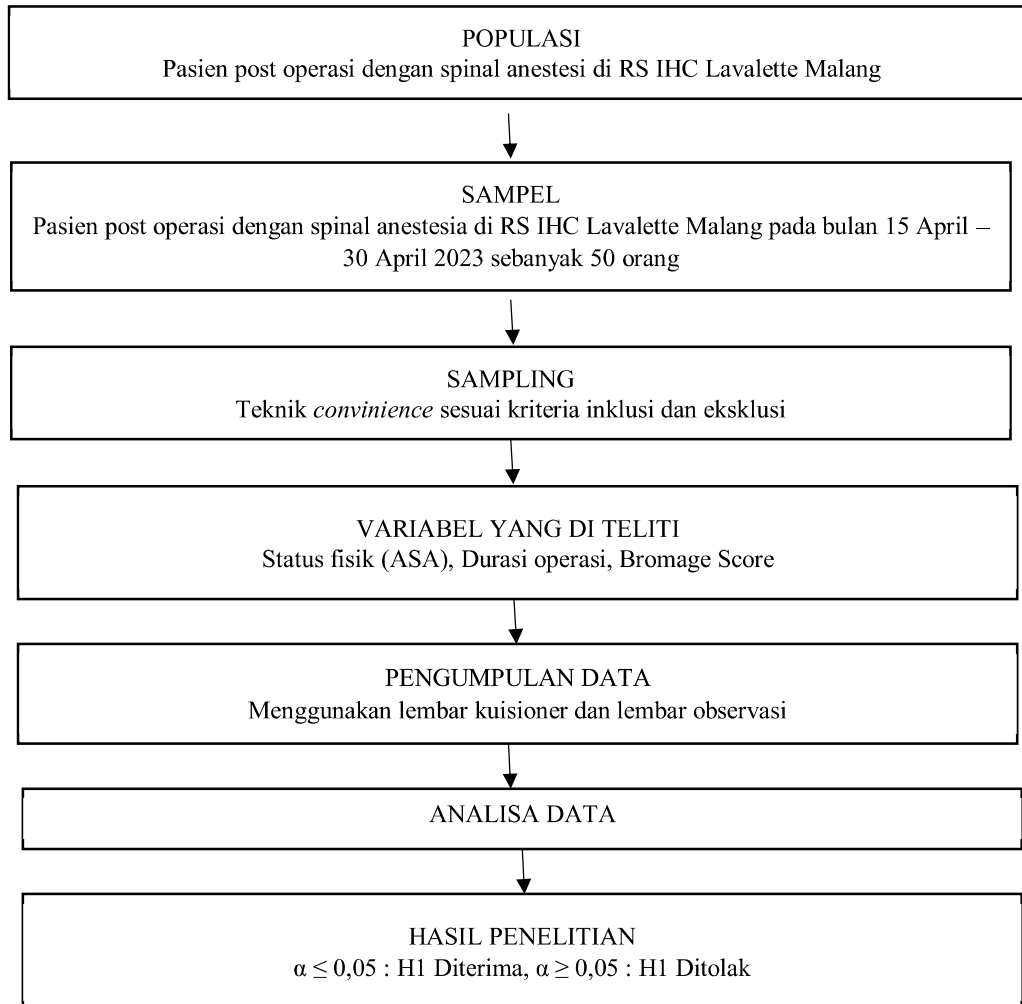 POPULASI
Pasien post operasi dengan spinal anestesi di RS IHC Lavalette Malang
SAMPEL
Pasien post operasi dengan spinal anestesia di RS IHC Lavalette Malang pada bulan 15 April –
30 April 2023 sebanyak 50 orang
SAMPLING
Teknik convinience sesuai kriteria inklusi dan eksklusi
VARIABEL YANG DI TELITI
Status fisik (ASA), Durasi operasi, Bromage Score
PENGUMPULAN DATA
Menggunakan lembar kuisioner dan lembar observasi
ANALISA DATA
HASIL PENELITIAN
α ≤ 0,05 : H1 Diterima, α ≥ 0,05 : H1 Ditolak